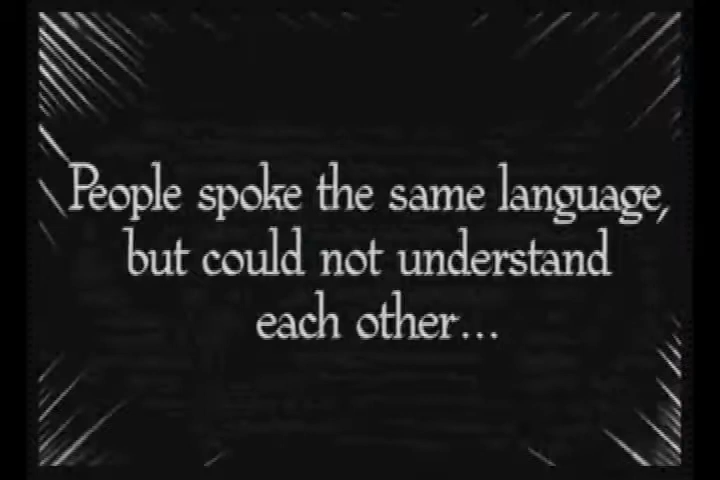 People spoke the same language,
but could not understand
each other...